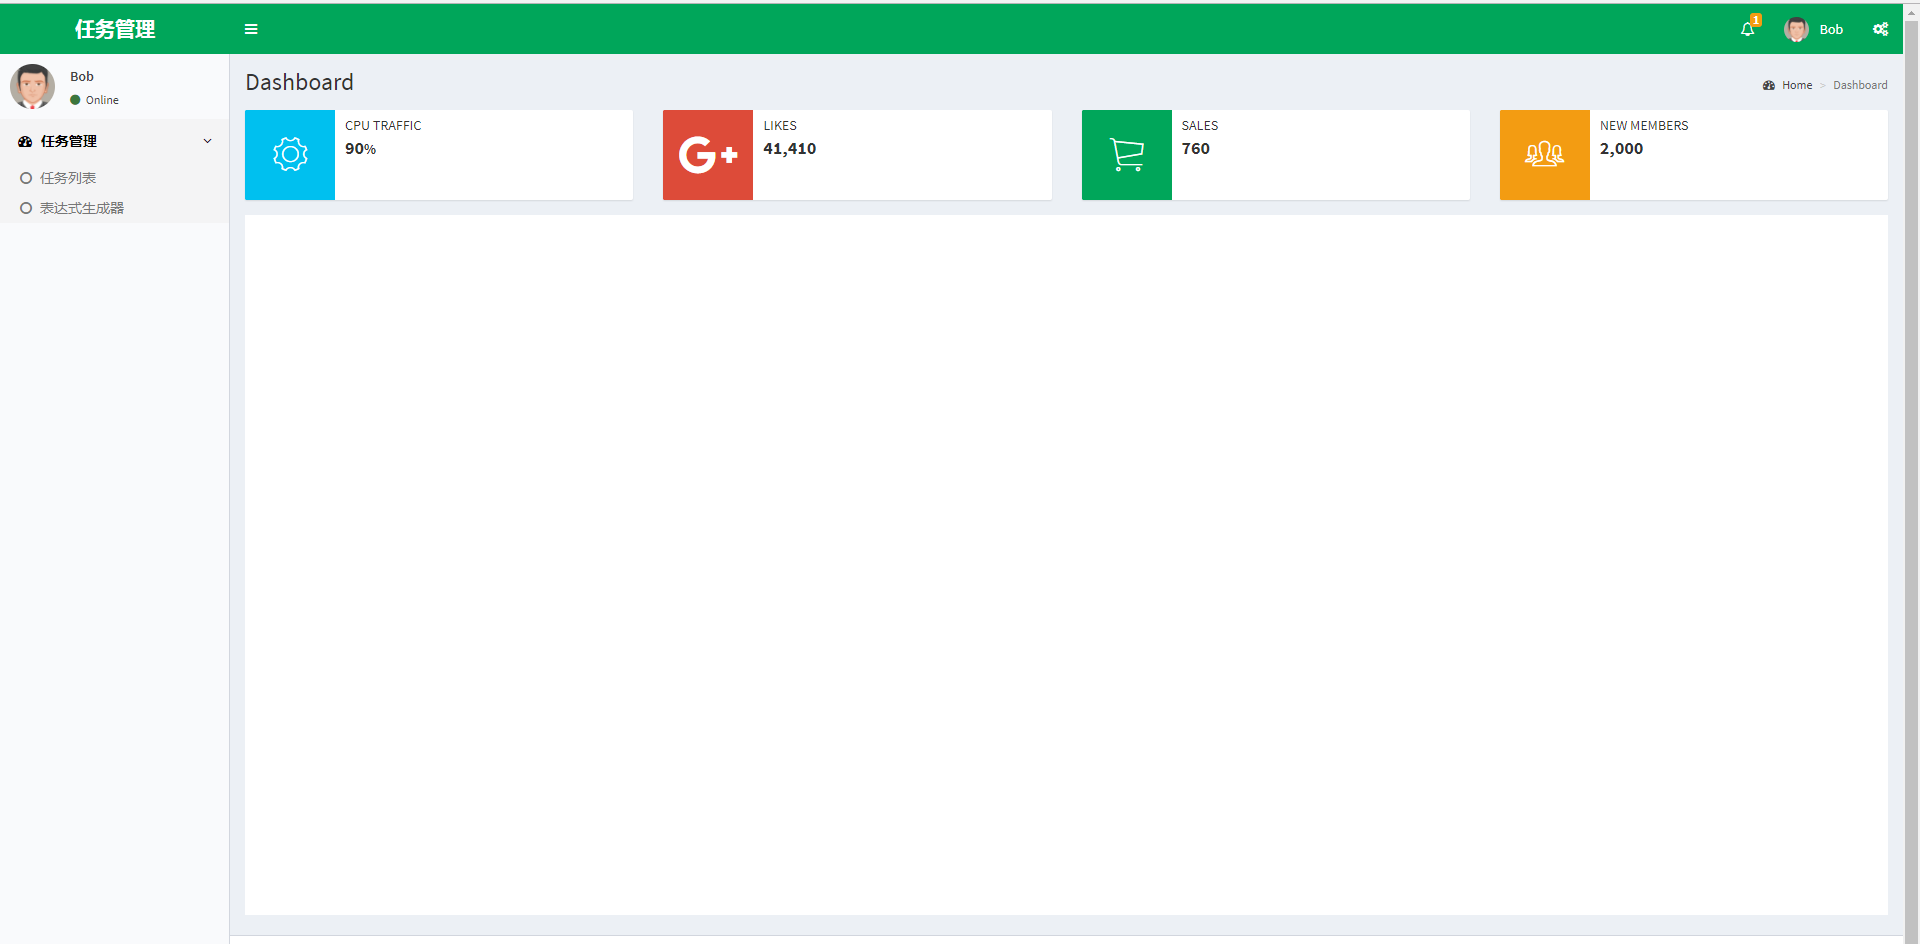 任务管理
1
Bob
Bob
Online
任务管理
任务列表
表达式生成器
Dashboard
Home > Dashboard
CPU TRAFFIC
90%
G+
LIKES
41,410
SALES
760
NEW MEMBERS
2,000